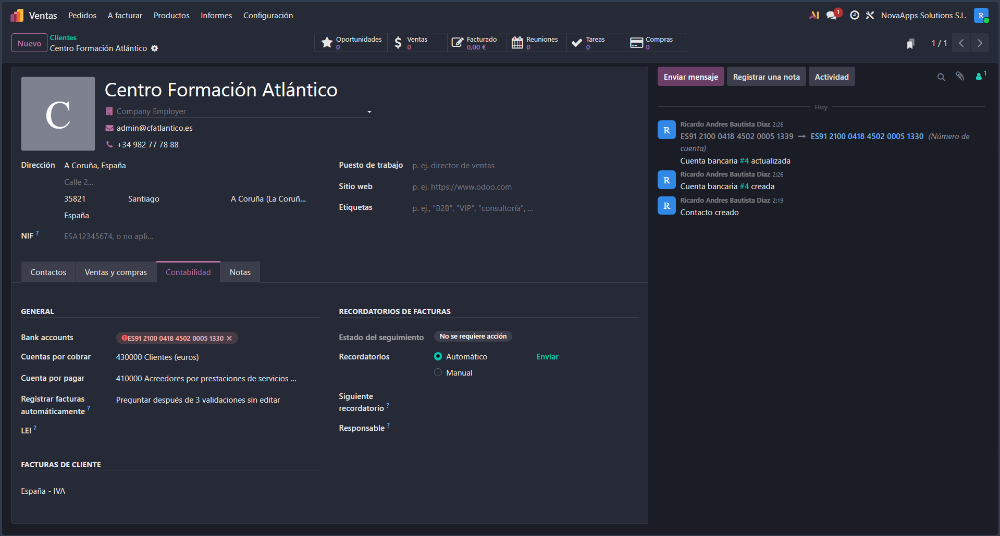 Ventas Pedidos A facturar Productos Informes Configuración
AI 1 NovaApps Solutions S.L. R
Nuevo
Clientes
Centro Formación Atlántico
Oportunidades
0
Ventas
0
Facturado
0,00 €
Reuniones
0
Tareas
0
Compras
0
1 / 1
C
Centro Formación Atlántico
Company Employer
admin@cfatlantico.es
+34 982 77 78 88
Dirección A Coruña, España
Calle 2...
35821 Santiago A Coruña (La Coruñ...
España
NIF ? ESA12345674, o no apli...
Puesto de trabajo p. ej. director de ventas
Sitio web p. ej. https://www.odoo.com
Etiquetas p. ej., "B2B", "VIP", "consultoría", ...
Contactos Ventas y compras Contabilidad Notas
GENERAL
Bank accounts ES91 2100 0418 4502 0005 1330
Cuentas por cobrar 430000 Clientes (euros)
Cuenta por pagar 410000 Acreedores por prestaciones de servicios ...
Registrar facturas
automáticamente ? Preguntar después de 3 validaciones sin editar
LEI ?
RECORDATORIOS DE FACTURAS
Estado del seguimiento No se requiere acción
Recordatorios Automático Enviar
Manual
Siguiente
recordatorio ?
Responsable ?
FACTURAS DE CLIENTE
España - IVA
Enviar mensaje Registrar una nota Actividad 1
Hoy
R
Ricardo Andres Bautista Diaz 2:26
ES91 2100 0418 4502 0005 1339 → ES91 2100 0418 4502 0005 1330 (Número de
cuenta)
Cuenta bancaria #4 actualizada
R
Ricardo Andres Bautista Diaz 2:26
Cuenta bancaria #4 creada
R
Ricardo Andres Bautista Diaz 2:19
Contacto creado